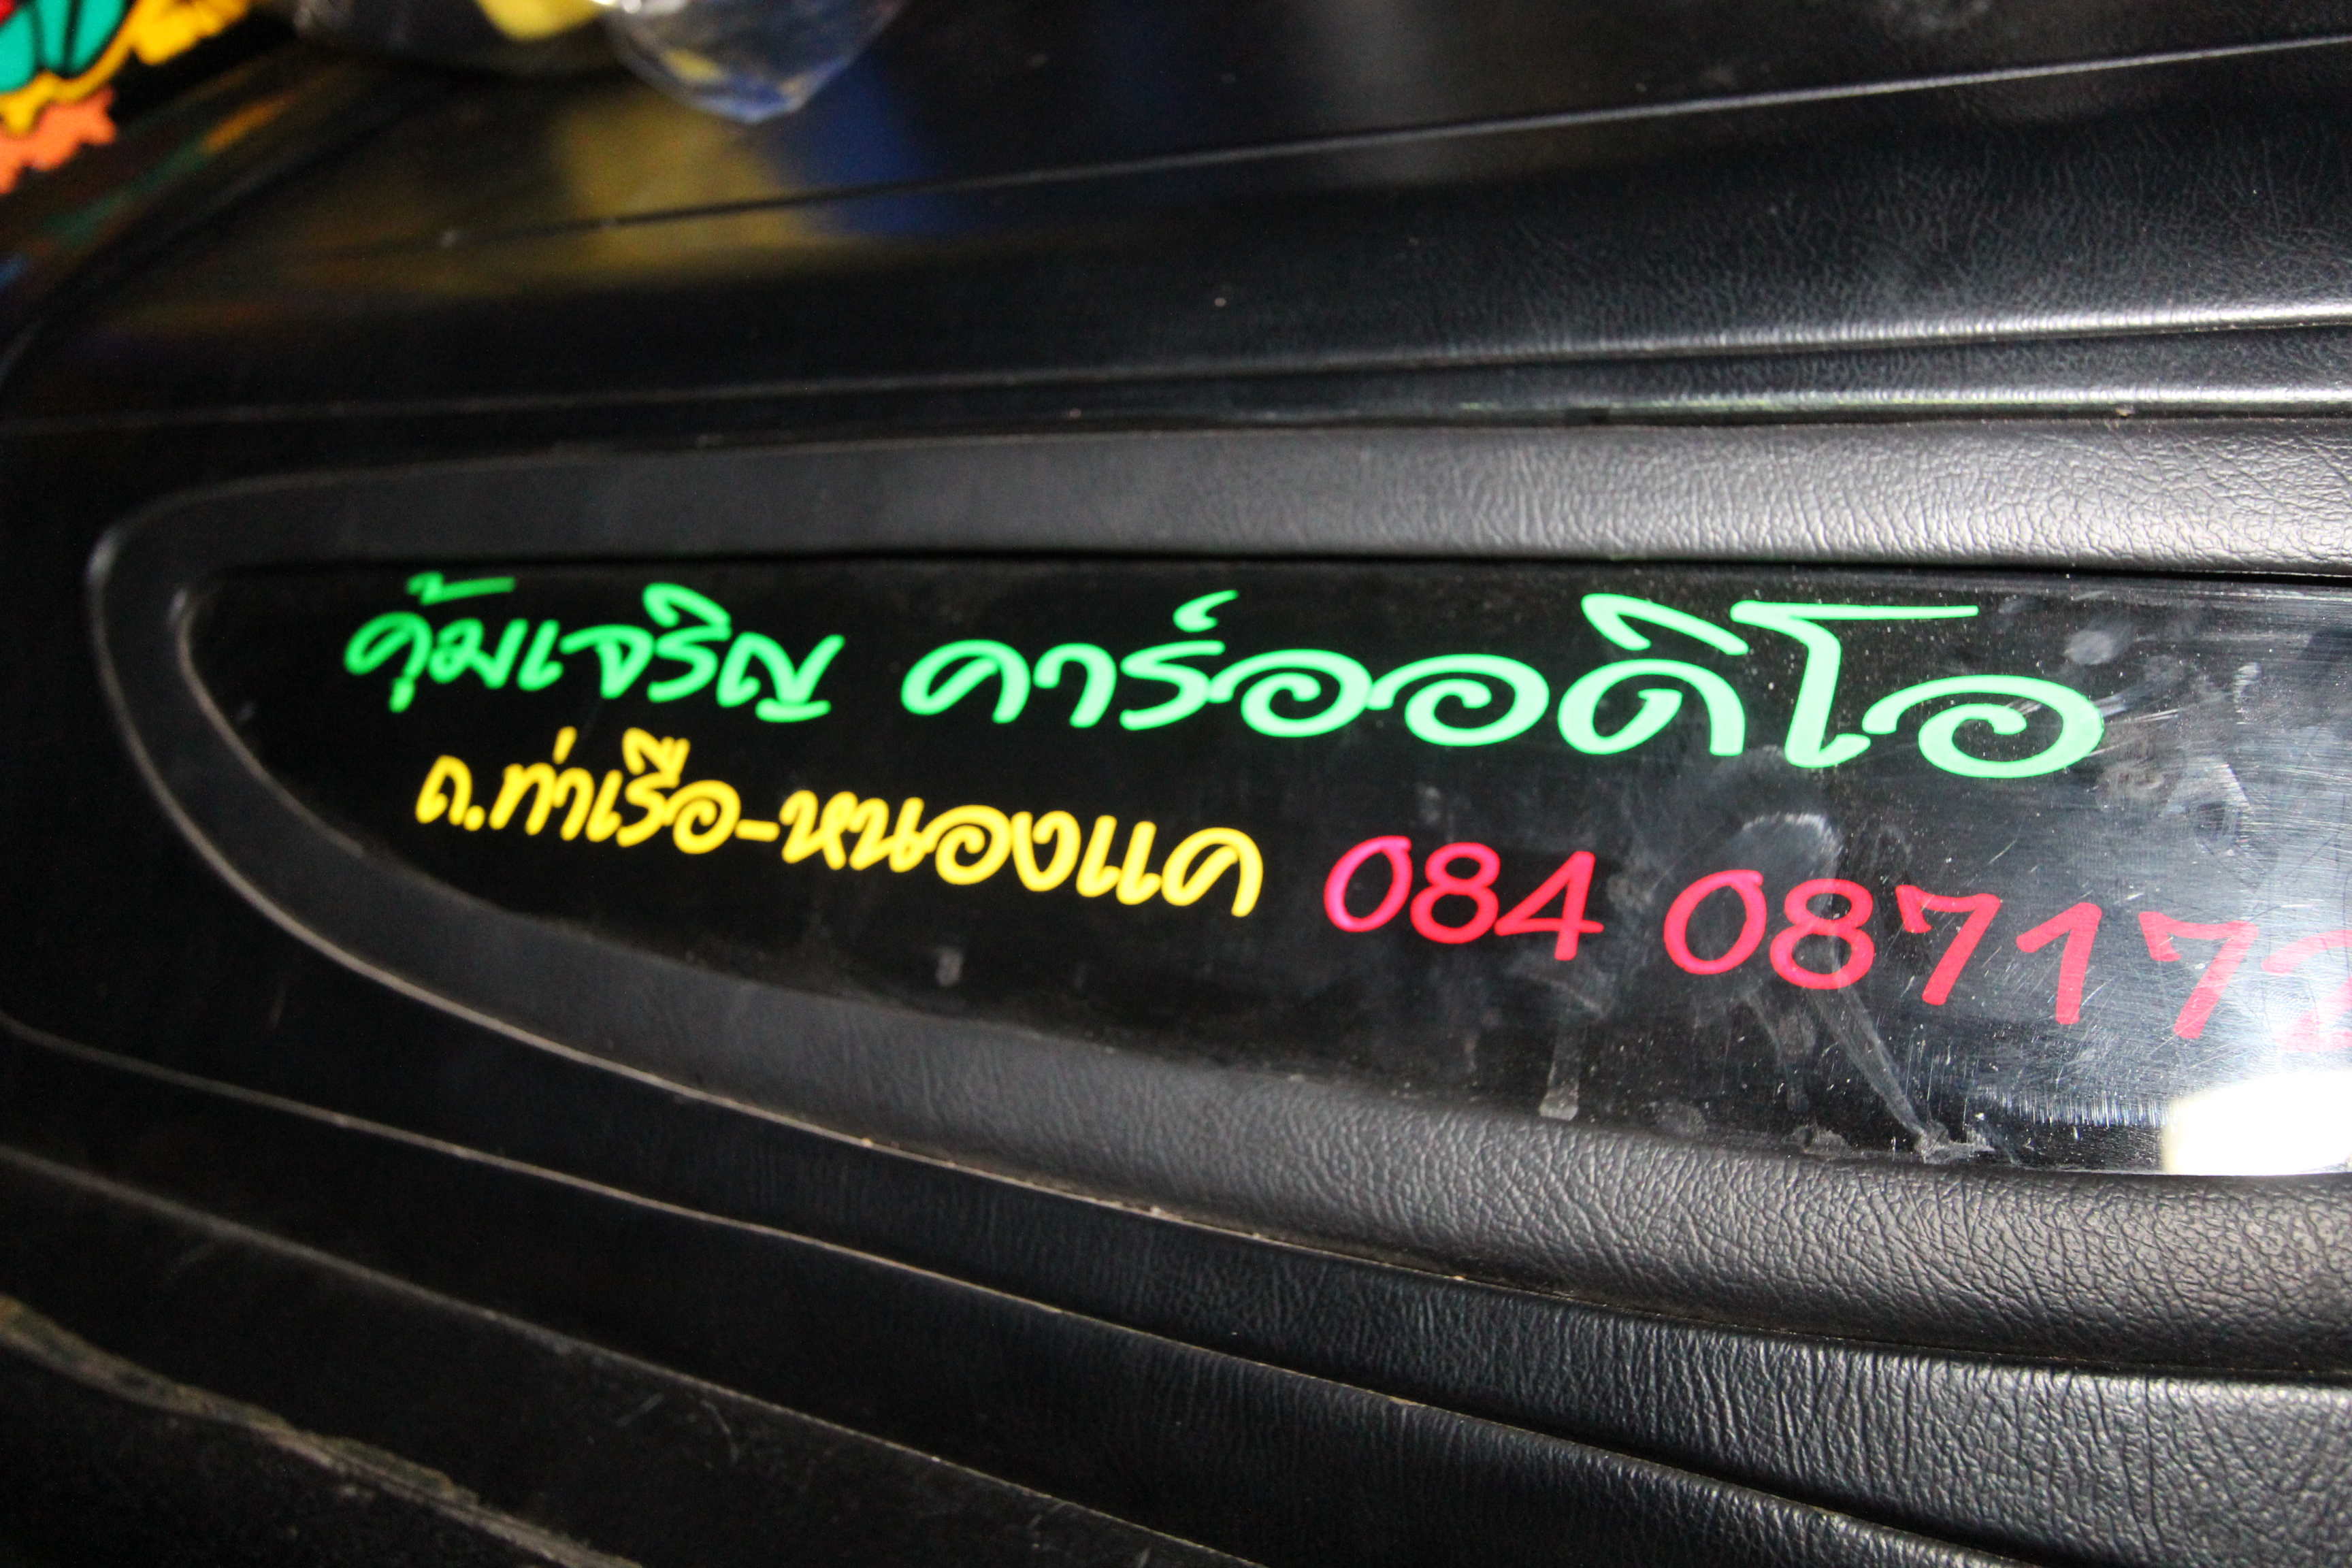 คุ้มเจริญ คาร์ออดิโอ
ถ.ท่าเรือ-หนองแค 084 087172